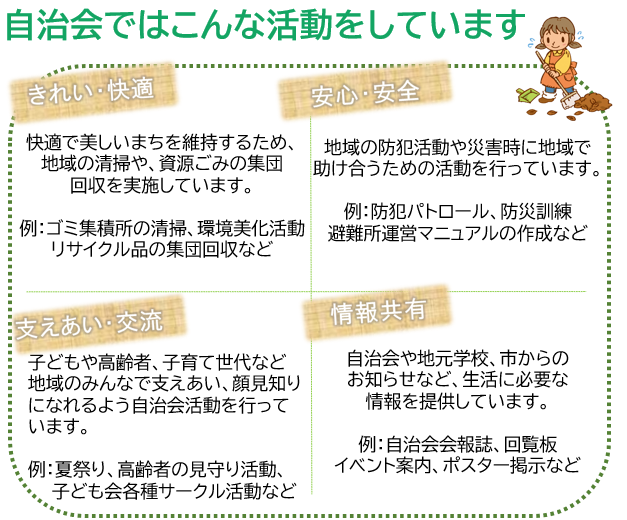 自治会ではこんな活動をしています
きれい・快適
快適で美しいまちを維持するため、
地域の清掃や、資源ごみの集団
回収を実施しています。
例：ゴミ集積所の清掃、環境美化活動
リサイクル品の集団回収など
安心・安全
地域の防犯活動や災害時に地域で
助け合うための活動を行っています。
例：防犯パトロール、防災訓練
避難所運営マニュアルの作成など
支えあい・交流
子どもや高齢者、子育て世代など
地域のみんなで支えあい、顔見知り
になれるよう自治会活動を行って
います。
例：夏祭り、高齢者の見守り活動、
子ども会各種サークル活動など
情報共有
自治会や地元学校、市からの
お知らせなど、生活に必要な
情報を提供しています。
例：自治会会報誌、回覧板
イベント案内、ポスター掲示など